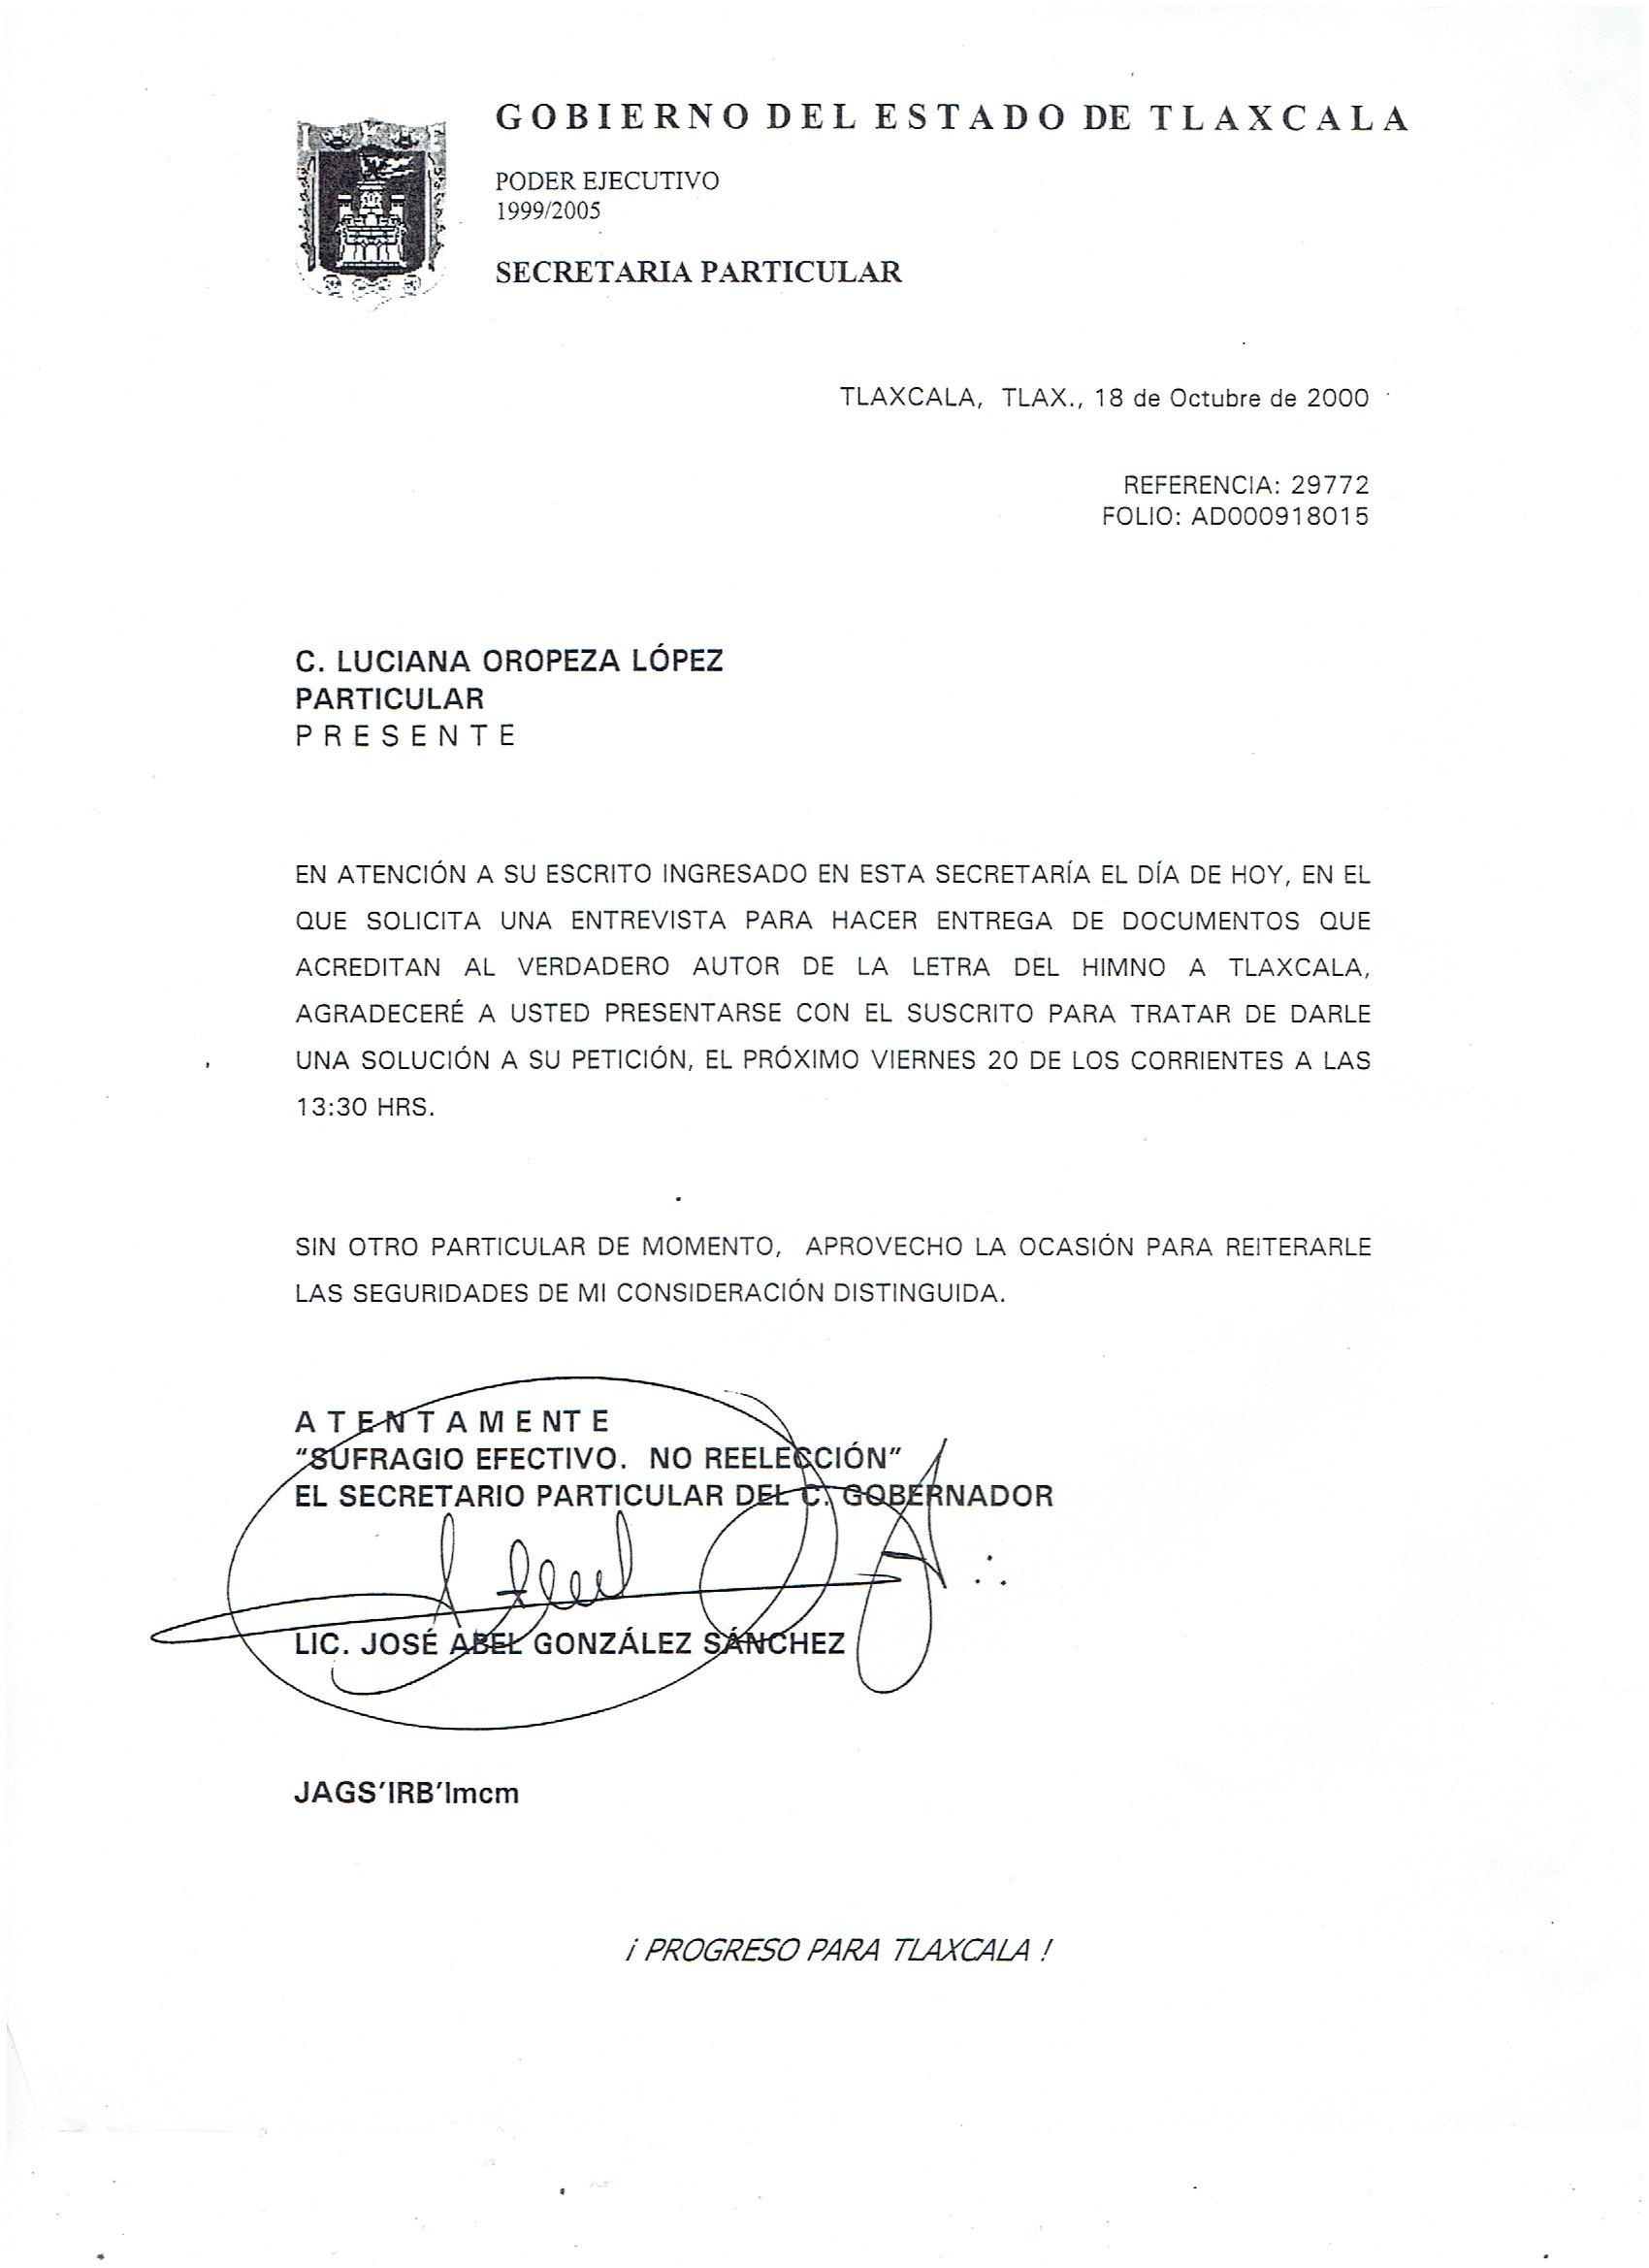 GOBIERNO DEL ESTADO DE TLAXCALA
PODER EJECUTIVO
1999/2005
SECRETARIA PARTICULAR
TLAXCALA, TLAX., 18 de Octubre de 2000
REFERENCIA: 29772
FOLIO: AD000918015
C. LUCIANA OROPEZA LÓPEZ
PARTICULAR
P R E S E N T E
EN ATENCIÓN A SU ESCRITO INGRESADO EN ESTA SECRETARÍA EL DÍA DE HOY, EN EL
QUE SOLICITA UNA ENTREVISTA PARA HACER ENTREGA DE DOCUMENTOS QUE
ACREDITAN AL VERDADERO AUTOR DE LA LETRA DEL HIMNO A TLAXCALA,
AGRADECERÉ A USTED PRESENTARSE CON EL SUSCRITO PARA TRATAR DE DARLE
UNA SOLUCIÓN A SU PETICIÓN, EL PRÓXIMO VIERNES 20 DE LOS CORRIENTES A LAS
13:30 HRS.
SIN OTRO PARTICULAR DE MOMENTO, APROVECHO LA OCASIÓN PARA REITERARLE
LAS SEGURIDADES DE MI CONSIDERACIÓN DISTINGUIDA.
A T E N T A M E N T E
"SUFRAGIO EFECTIVO. NO REELECCIÓN"
EL SECRETARIO PARTICULAR DEL C. GOBERNADOR
LIC. JOSÉ ABEL GONZÁLEZ SÁNCHEZ
JAGS'IRB'lmcm
¡ PROGRESO PARA TLAXCALA !